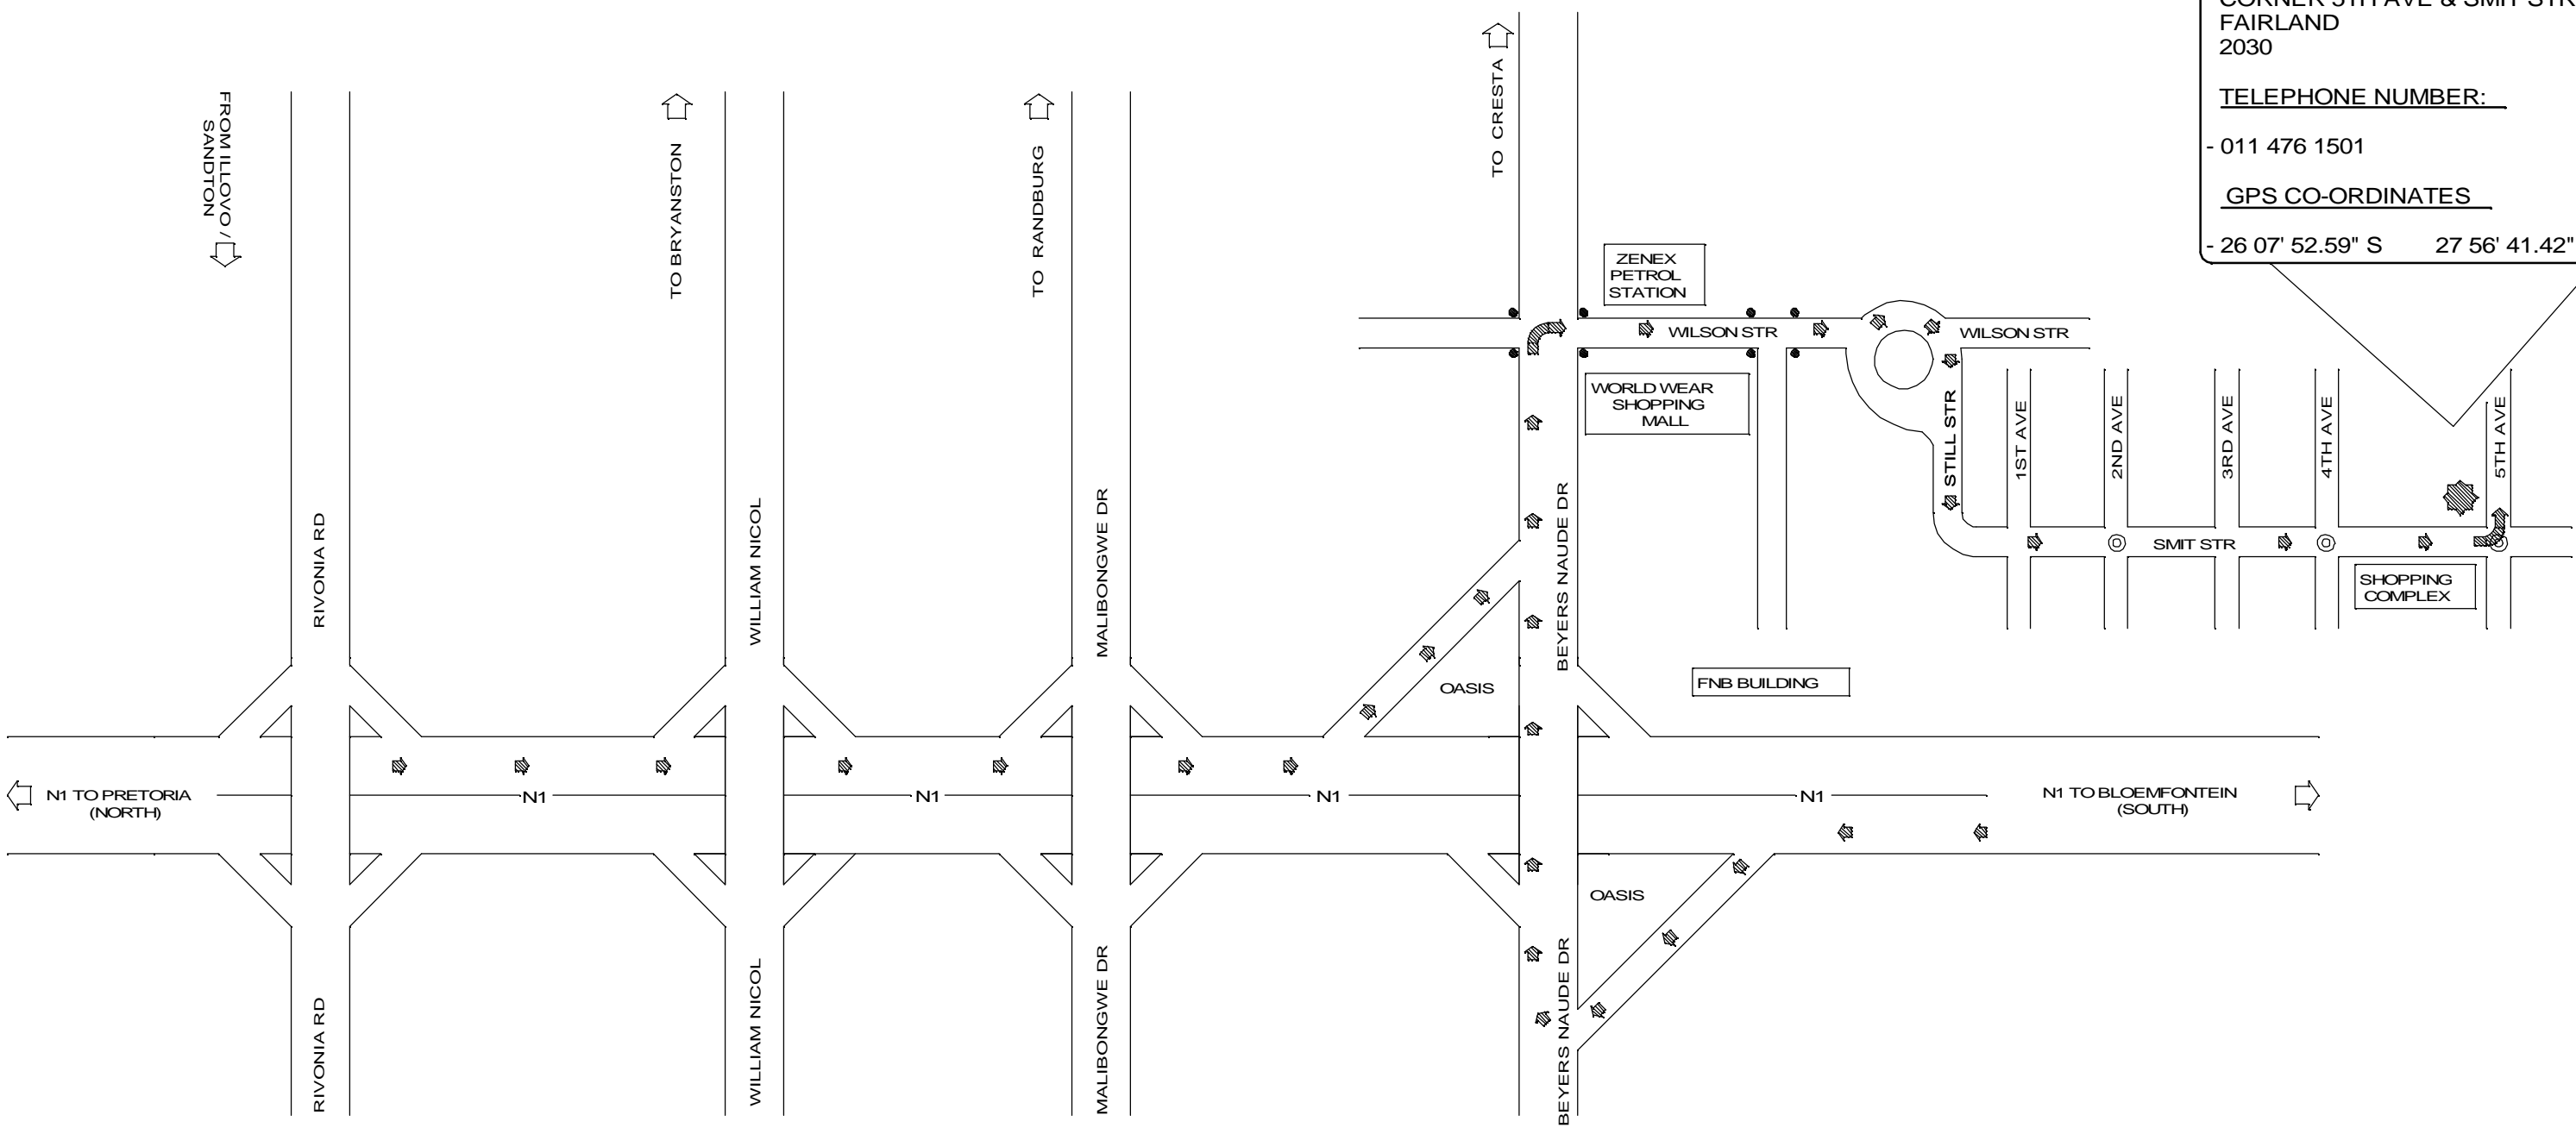 CORNER 5TH AVE & SMIT STR
FAIRLAND
2030
TELEPHONE NUMBER:
- 011 476 1501
GPS CO-ORDINATES
- 26 07' 52.59" S 27 56' 41.42"
FROM ILLOVO /
SANDTON
TO BRYANSTON
TO RANDBURG
TO CRESTA
ZENEX
PETROL
STATION
WILSON STR
WILSON STR
WORLD WEAR
SHOPPING
MALL
STILL STR
1ST AVE
2ND AVE
3RD AVE
4TH AVE
5TH AVE
SMIT STR
SHOPPING
COMPLEX
RIVONIA RD
WILLIAM NICOL
MALIBONGWE DR
BEYERS NAUDE DR
OASIS
FNB BUILDING
N1 TO PRETORIA
(NORTH)
N1
N1
N1
N1
N1 TO BLOEMFONTEIN
(SOUTH)
OASIS
RIVONIA RD
WILLIAM NICOL
MALIBONGWE DR
BEYERS NAUDE DR